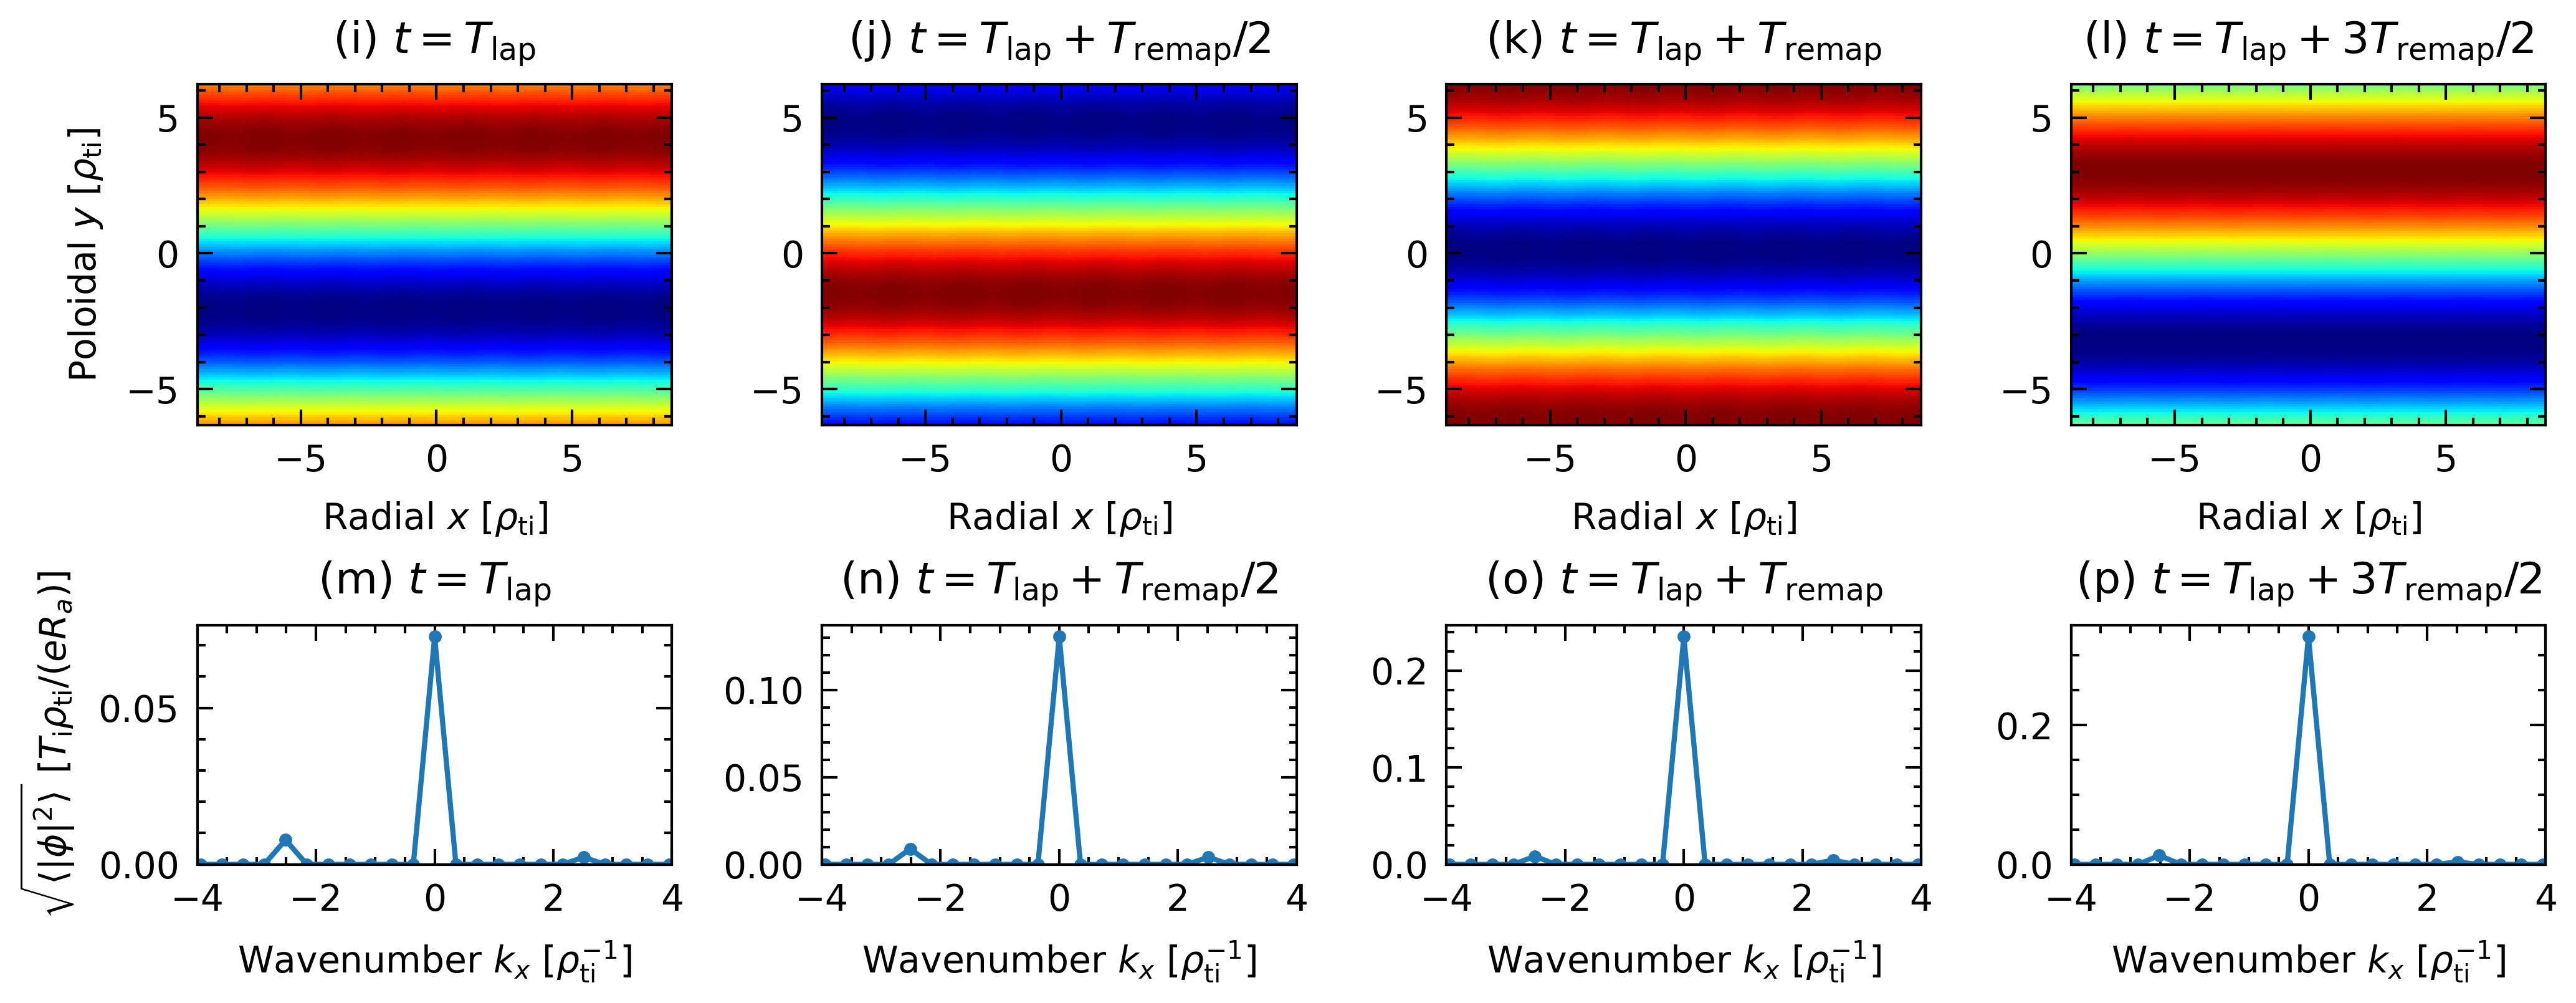 (i) t = T_lap
(j) t = T_lap + T_remap/2
(k) t = T_lap + T_remap
(l) t = T_lap + 3T_remap/2
Poloidal y [ρ_ti]
5
0
−5
5
0
−5
5
0
−5
5
0
−5
−5 0 5
−5 0 5
−5 0 5
−5 0 5
Radial x [ρ_ti]
Radial x [ρ_ti]
Radial x [ρ_ti]
Radial x [ρ_ti]
(m) t = T_lap
(n) t = T_lap + T_remap/2
(o) t = T_lap + T_remap
(p) t = T_lap + 3T_remap/2
√⟨|ϕ|²⟩ [T_iρ_ti/(eR_a)]
0.05
0.00
0.10
0.05
0.00
0.2
0.1
0.0
0.2
0.0
−4 −2 0 2 4
−4 −2 0 2 4
−4 −2 0 2 4
−4 −2 0 2 4
Wavenumber k_x [ρ_ti^−1]
Wavenumber k_x [ρ_ti^−1]
Wavenumber k_x [ρ_ti^−1]
Wavenumber k_x [ρ_ti^−1]